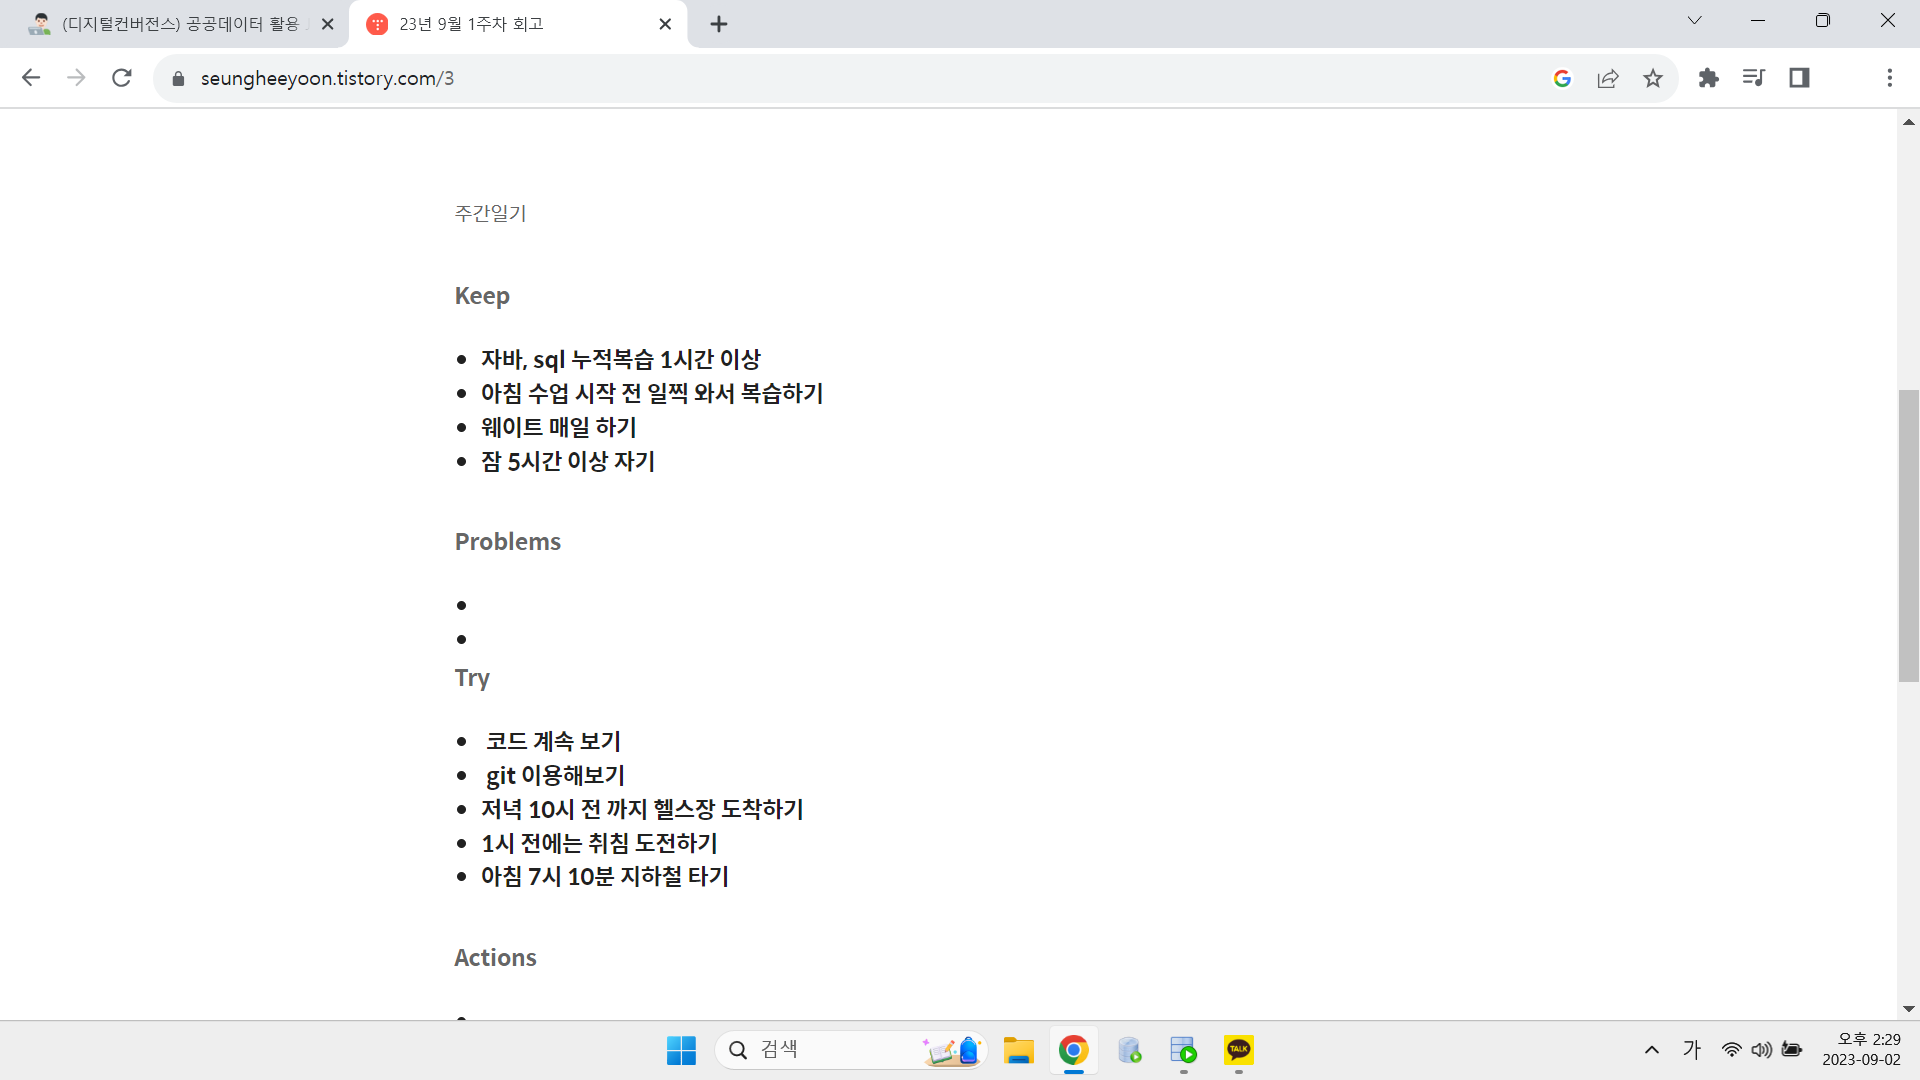 (디지털컨버전스) 공공데이터 활용
23년 9월 1주차 회고
seungheeyoon.tistory.com/3
주간일기
Keep
자바, sql 누적복습 1시간 이상
아침 수업 시작 전 일찍 와서 복습하기
웨이트 매일 하기
잠 5시간 이상 자기
Problems
Try
코드 계속 보기
git 이용해보기
저녁 10시 전 까지 헬스장 도착하기
1시 전에는 취침 도전하기
아침 7시 10분 지하철 타기
Actions
검색
TALK
가
오후 2:29
2023-09-02